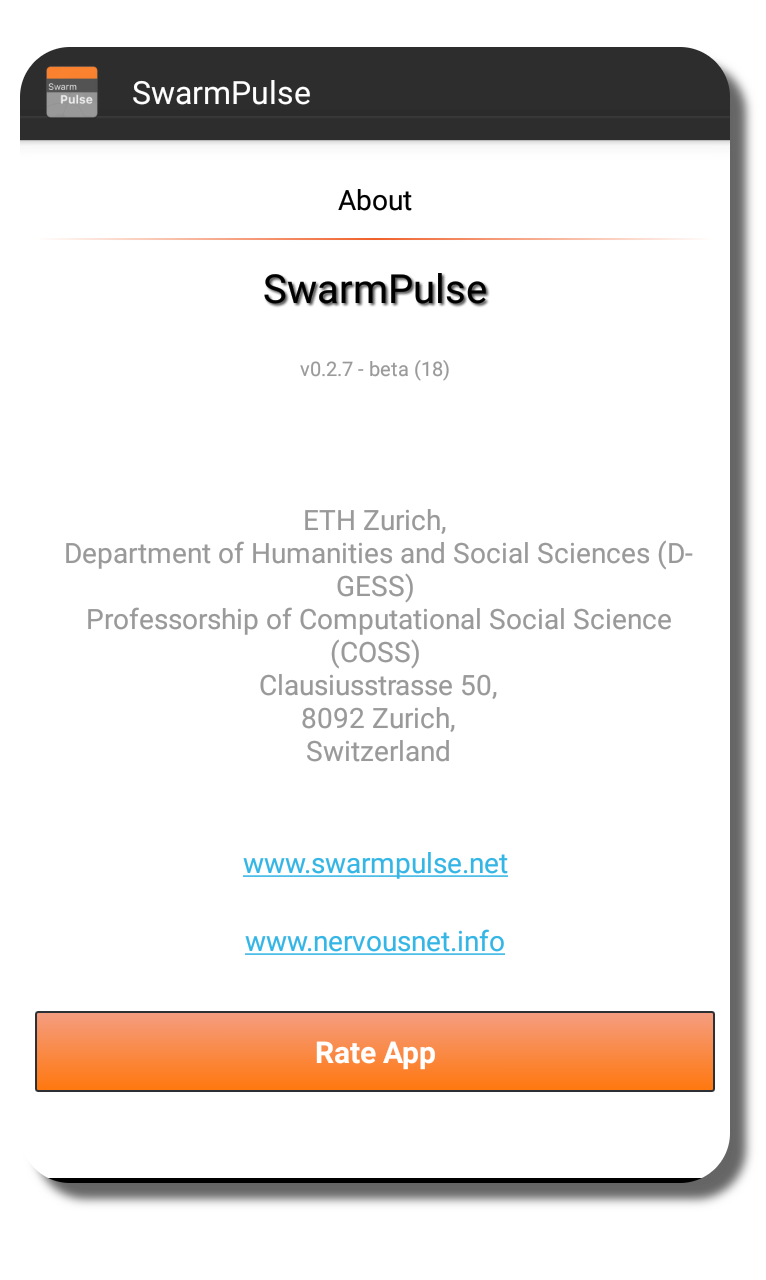 Swarm
Pulse
SwarmPulse
About
SwarmPulse
v0.2.7 - beta (18)
ETH Zurich,
Department of Humanities and Social Sciences (D-
GESS)
Professorship of Computational Social Science
(COSS)
Clausiusstrasse 50,
8092 Zurich,
Switzerland
www.swarmpulse.net
www.nervousnet.info
Rate App